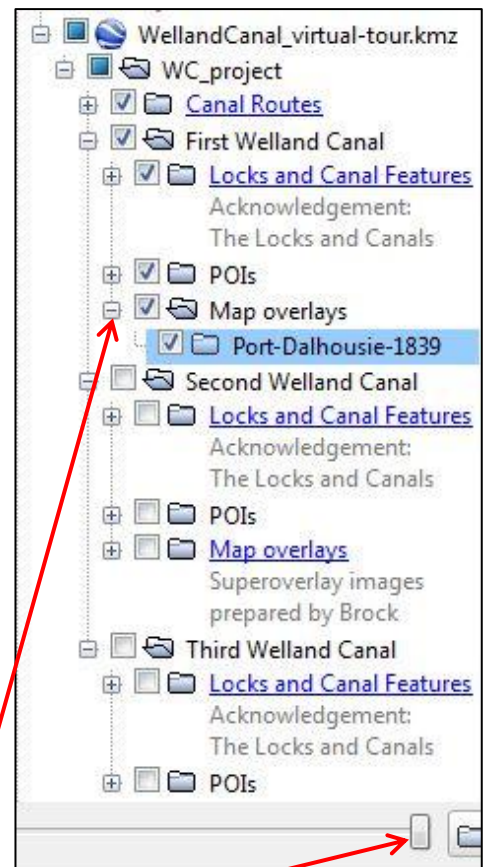 WellandCanal_virtual-tour.kmz
WC_project
Canal Routes
First Welland Canal
Locks and Canal Features
Acknowledgement:
The Locks and Canals
POIs
Map overlays
Port-Dalhousie-1839
Second Welland Canal
Locks and Canal Features
Acknowledgement:
The Locks and Canals
POIs
Map overlays
Superoverlay images
prepared by Brock
Third Welland Canal
Locks and Canal Features
Acknowledgement:
The Locks and Canals
POIs